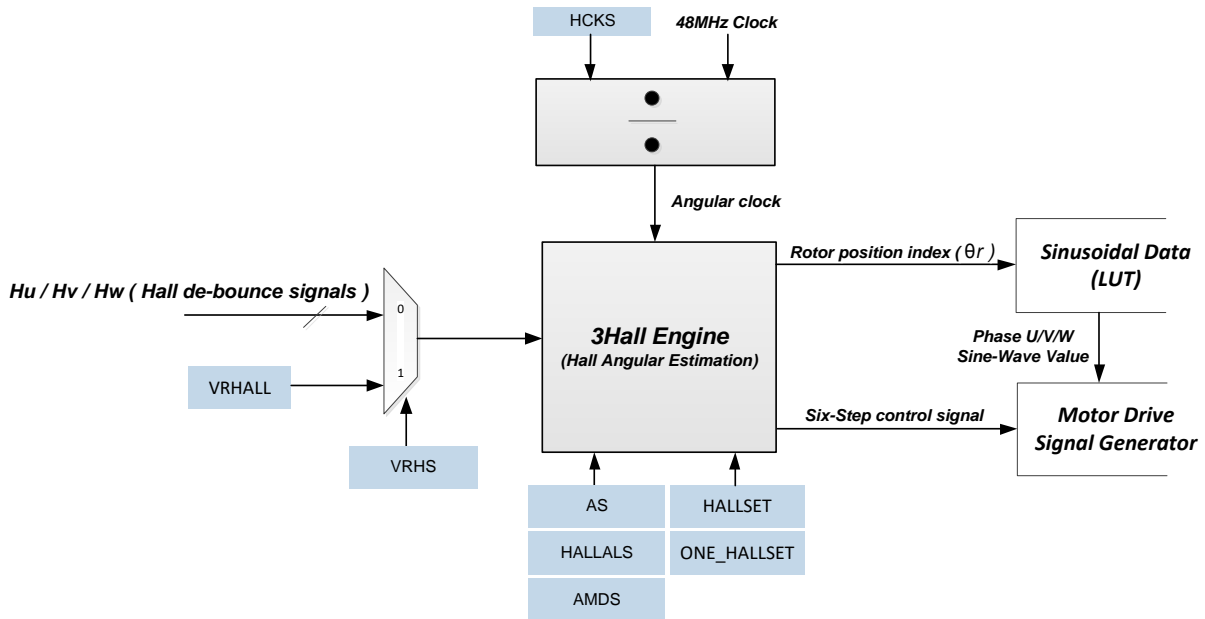 HCKS
48MHz Clock
Angular clock
Hu / Hv / Hw ( Hall de-bounce signals )
0
1
VRHALL
VRHS
3Hall Engine
(Hall Angular Estimation)
Rotor position index ( θr )
Sinusoidal Data
(LUT)
Phase U/V/W
Sine-Wave Value
Six-Step control signal
Motor Drive
Signal Generator
AS
HALLSET
HALLALS
ONE_HALLSET
AMDS